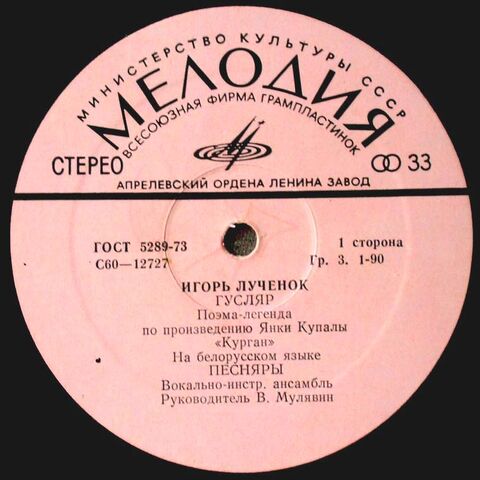 МИНИСТЕРСТВО КУЛЬТУРЫ СССР
МЕЛОДИЯ
ВСЕСОЮЗНАЯ ФИРМА ГРАМПЛАСТИНОК
СТЕРЕО 33
АПРЕЛЕВСКИЙ ОРДЕНА ЛЕНИНА ЗАВОД
ГОСТ 5289-73 1 сторона
С60—12727 Гр. 3. 1-90
ИГОРЬ ЛУЧЕНОК
ГУСЛЯР
Поэма-легенда
по произведению Янки Купалы
«Курган»
На белорусском языке
ПЕСНЯРЫ
Вокально-инстр. ансамбль
Руководитель В. Мулявин